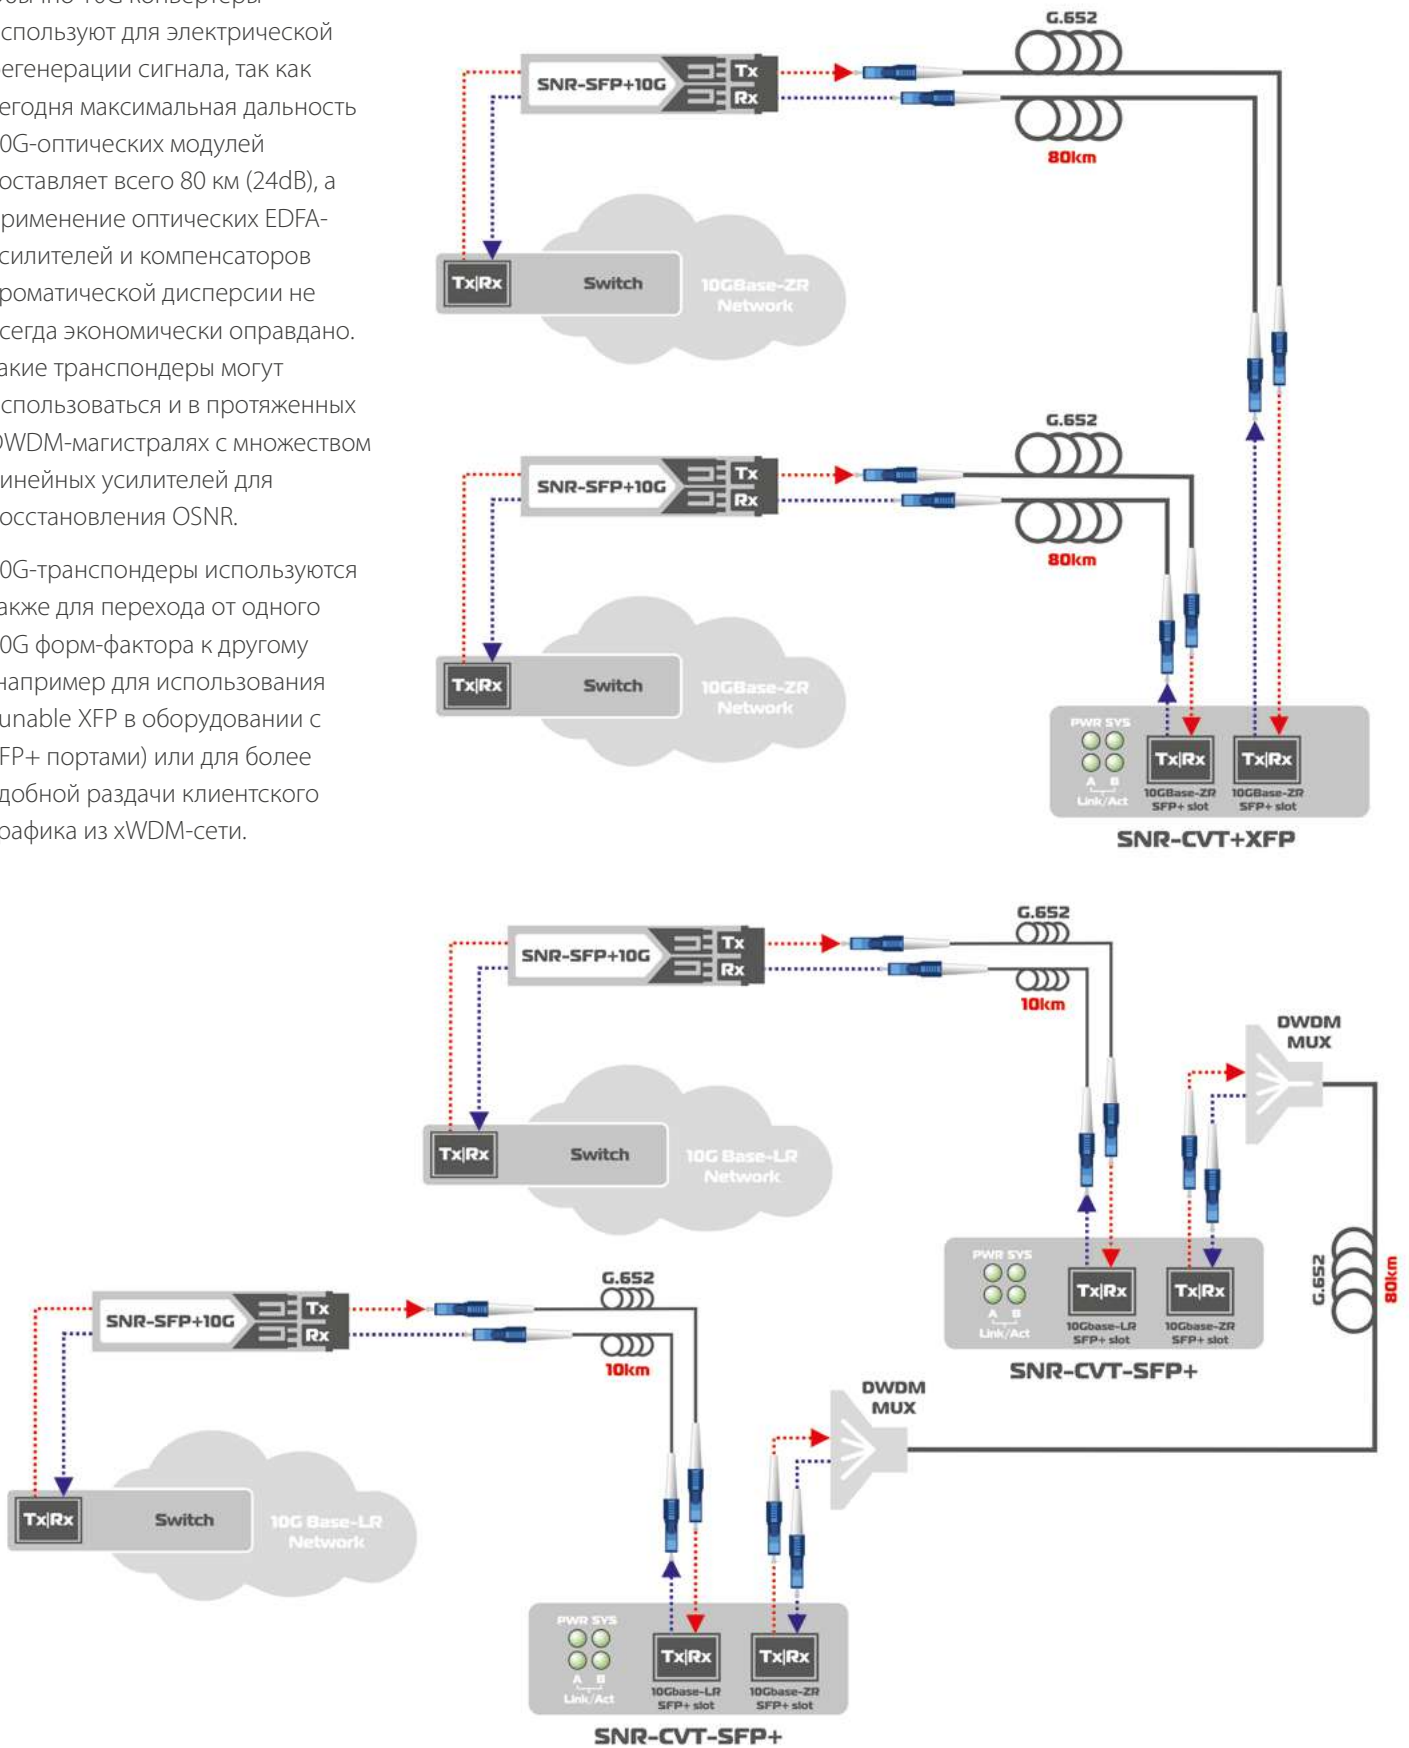 бычно 10G конвертеры
спользуют для электрической
егенерации сигнала, так как
егодня максимальная дальность
0G-оптических модулей
оставляет всего 80 км (24dB), а
рименение оптических EDFA-
силителей и компенсаторов
роматической дисперсии не
сегда экономически оправдано.
акие транспондеры могут
спользоваться и в протяженных
DWDM-магистралях с множеством
инейных усилителей для
осстановления OSNR.
0G-транспондеры используются
акже для перехода от одного
0G форм-фактора к другому
например для использования
unable XFP в оборудовании с
FP+ портами) или для более
добной раздачи клиентского
рафика из xWDM-сети.
G.652
SNR-SFP+10G
Tx
Rx
80km
Tx|Rx
Switch
10GBase-ZR
Network
G.652
SNR-SFP+10G
Tx
Rx
80km
Tx|Rx
Switch
10GBase-ZR
Network
PWR SYS
A B
Link/Act
Tx|Rx
10GBase-ZR
SFP+ slot
Tx|Rx
10GBase-ZR
SFP+ slot
SNR-CVT+XFP
G.652
SNR-SFP+10G
Tx
Rx
10km
Tx|Rx
Switch
10G Base-LR
Network
DWDM
MUX
G.652
80km
PWR SYS
A B
Link/Act
Tx|Rx
10Gbase-LR
SFP+ slot
Tx|Rx
10Gbase-ZR
SFP+ slot
SNR-CVT-SFP+
G.652
SNR-SFP+10G
Tx
Rx
10km
Tx|Rx
Switch
10G Base-LR
Network
DWDM
MUX
PWR SYS
A B
Link/Act
Tx|Rx
10Gbase-LR
SFP+ slot
Tx|Rx
10Gbase-ZR
SFP+ slot
SNR-CVT-SFP+